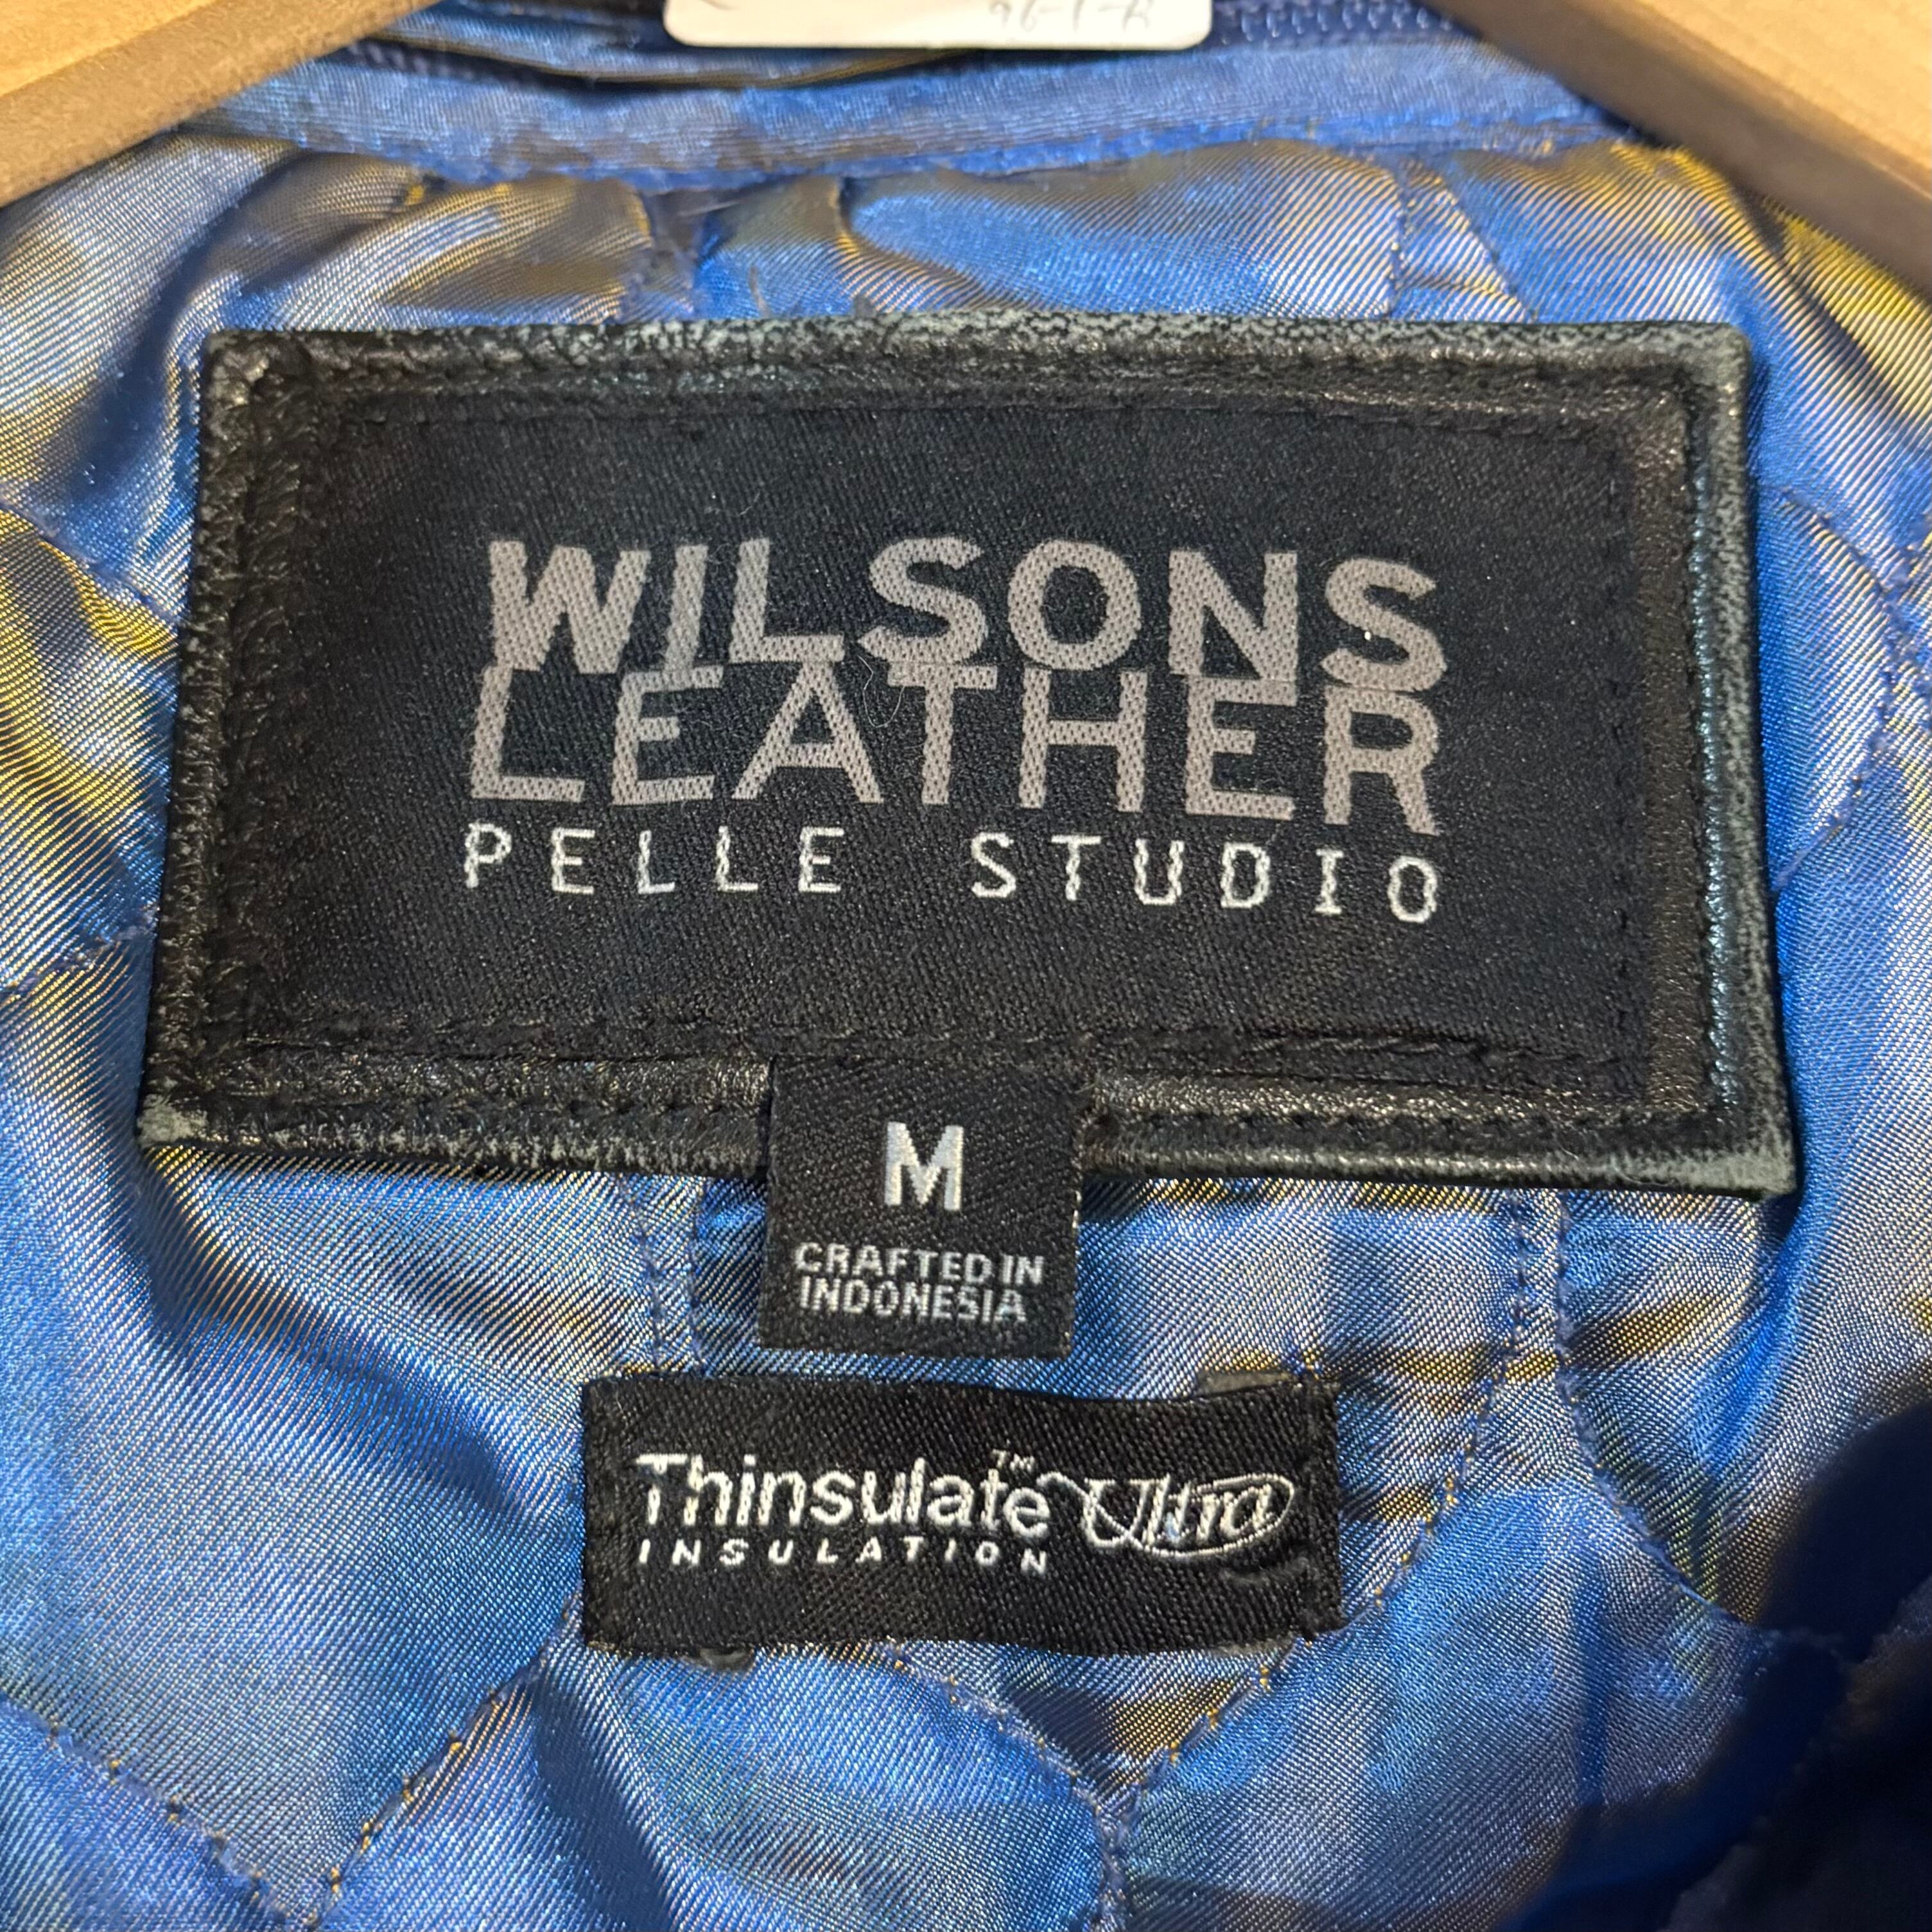 WILSONS
LEATHER
PELLE STUDIO
M
CRAFTED IN
INDONESIA
Thinsulate™ Ultra
INSULATION